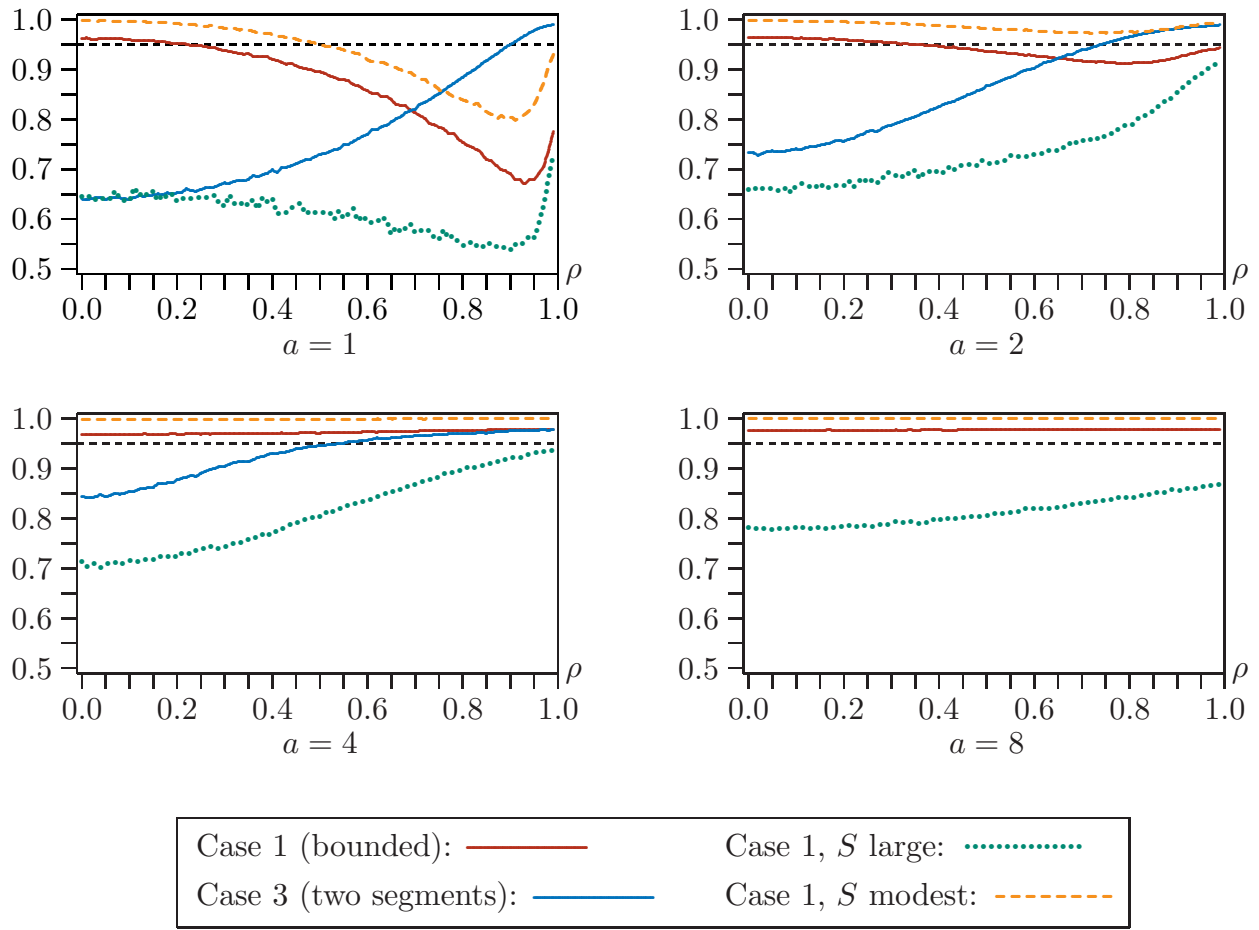 1.0
0.9
0.8
0.7
0.6
0.5
ρ
0.0 0.2 0.4 0.6 0.8 1.0
a = 1
1.0
0.9
0.8
0.7
0.6
0.5
ρ
0.0 0.2 0.4 0.6 0.8 1.0
a = 2
1.0
0.9
0.8
0.7
0.6
0.5
ρ
0.0 0.2 0.4 0.6 0.8 1.0
a = 4
1.0
0.9
0.8
0.7
0.6
0.5
ρ
0.0 0.2 0.4 0.6 0.8 1.0
a = 8
Case 1 (bounded):
Case 1, S large:
Case 3 (two segments):
Case 1, S modest: